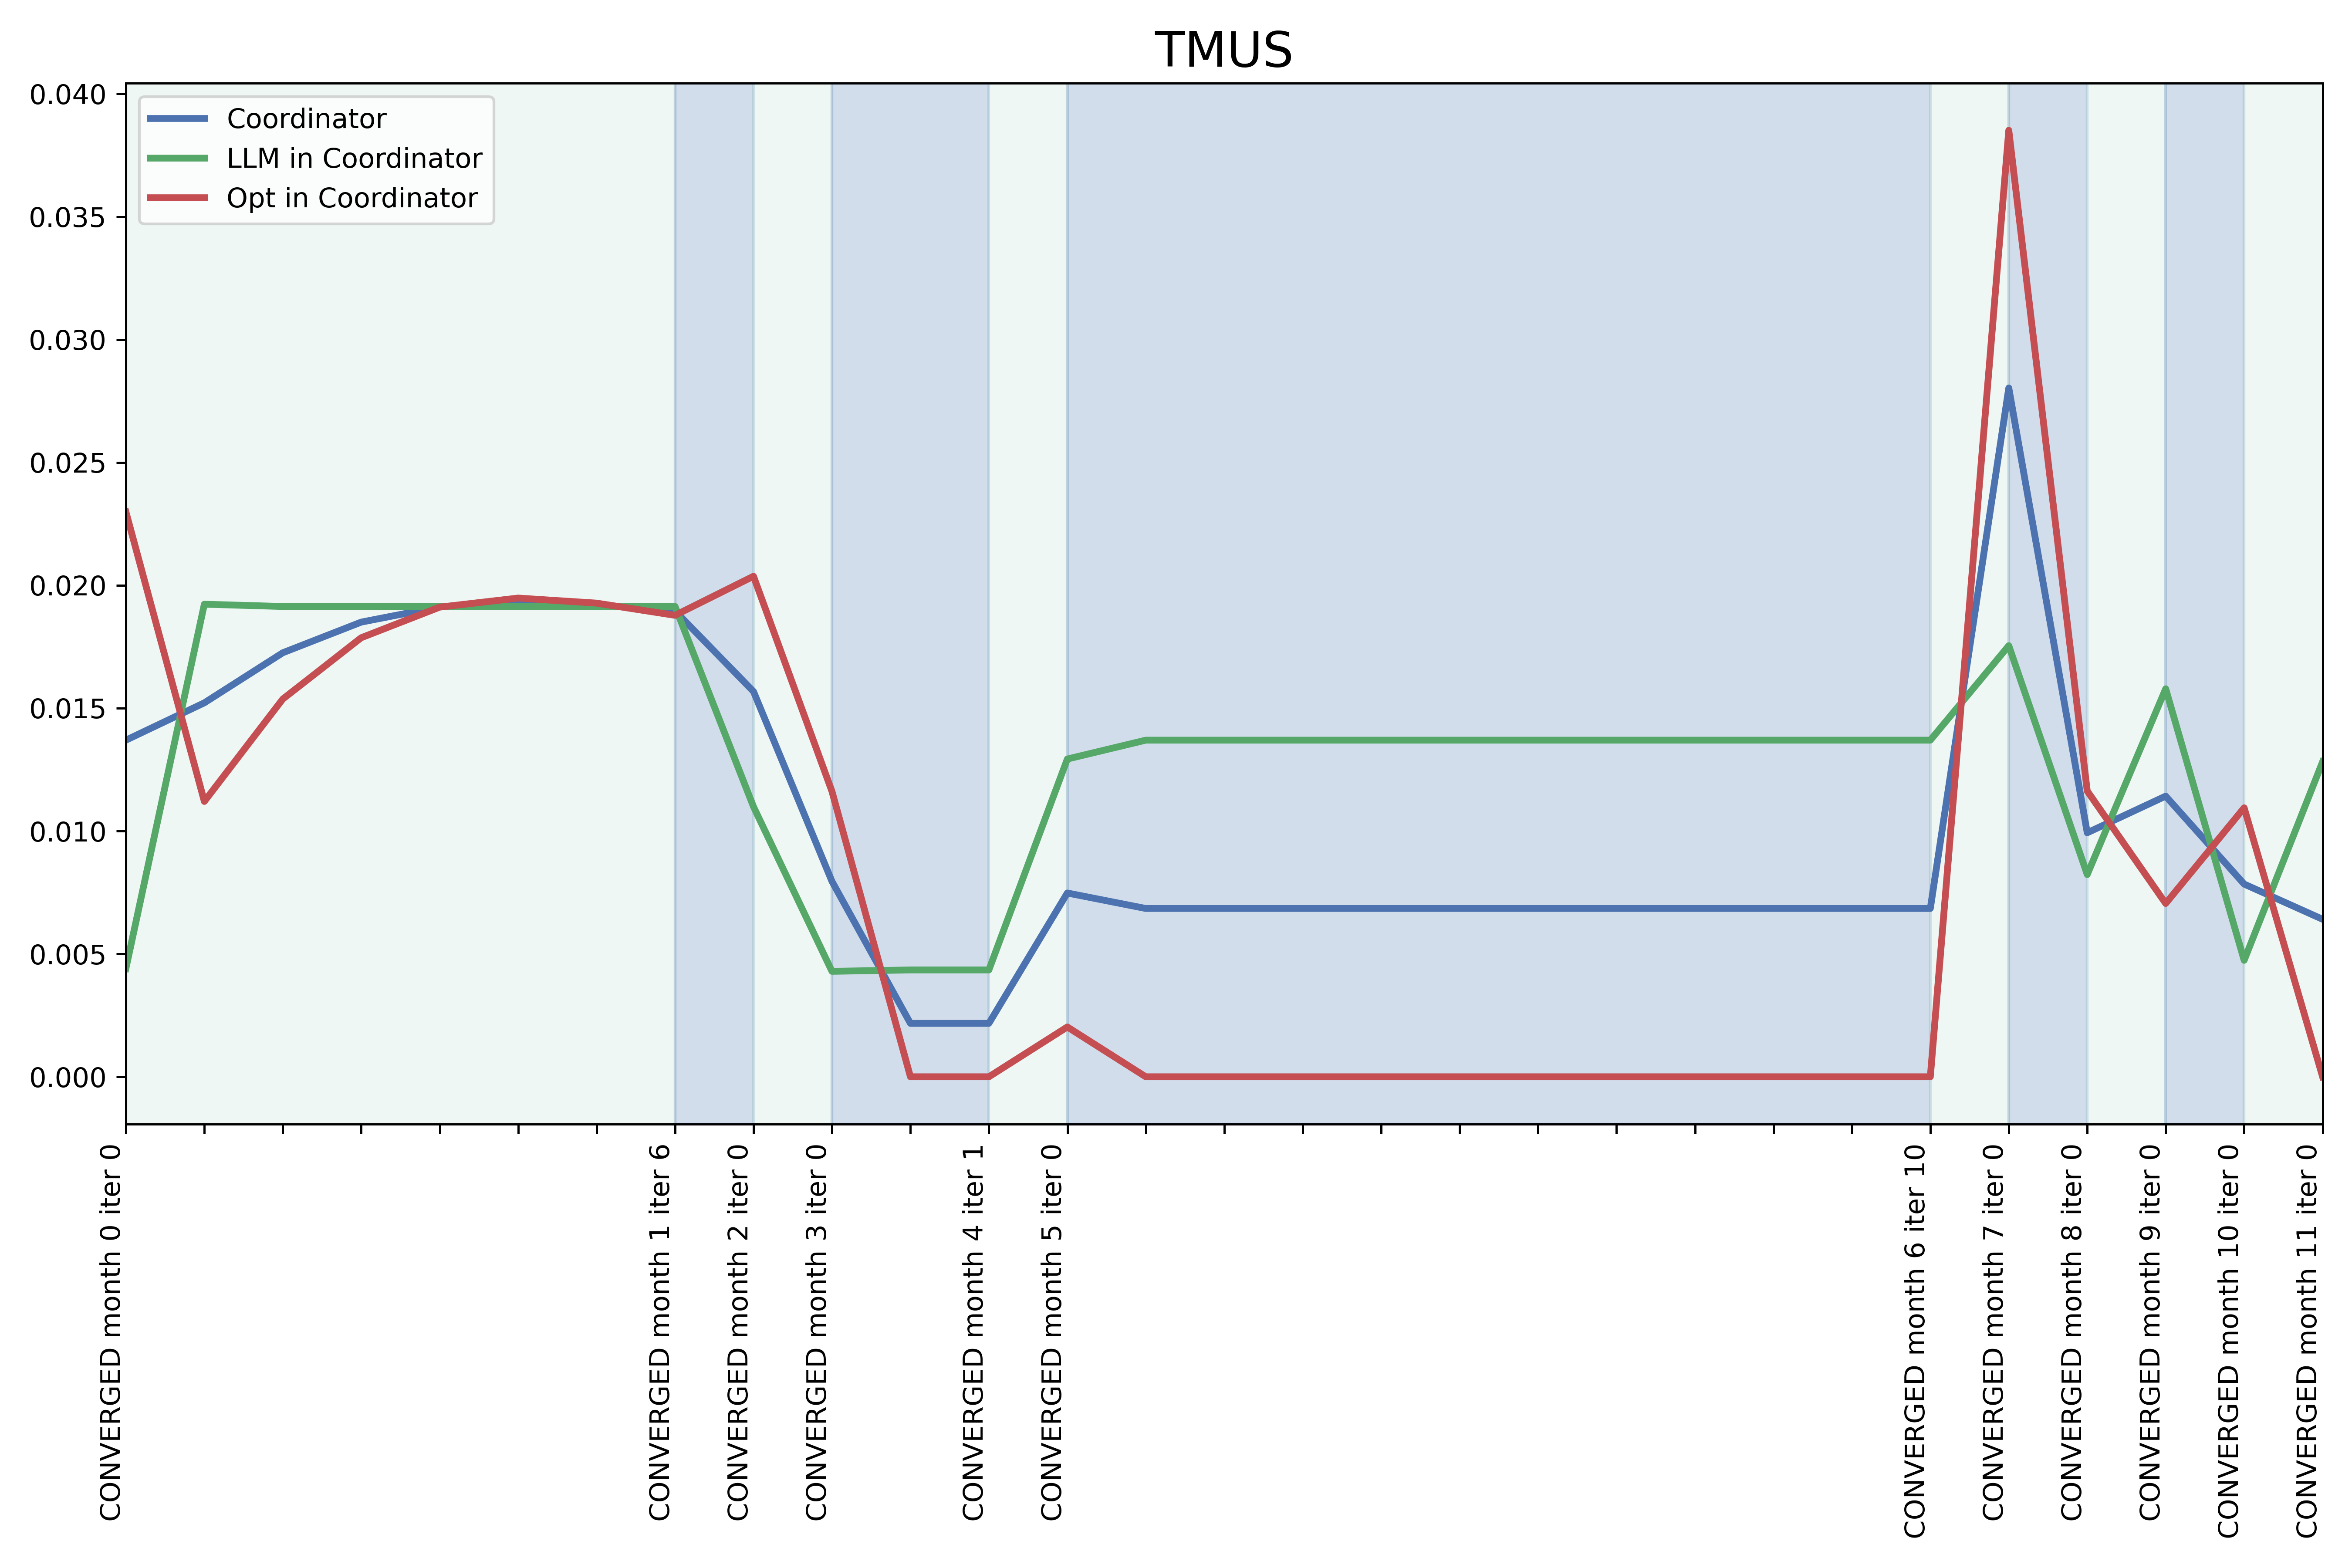 TMUS
0.040
0.035
0.030
0.025
0.020
0.015
0.010
0.005
0.000
Coordinator
LLM in Coordinator
Opt in Coordinator
CONVERGED month 0 iter 0
CONVERGED month 1 iter 6
CONVERGED month 2 iter 0
CONVERGED month 3 iter 0
CONVERGED month 4 iter 1
CONVERGED month 5 iter 0
CONVERGED month 6 iter 10
CONVERGED month 7 iter 0
CONVERGED month 8 iter 0
CONVERGED month 9 iter 0
CONVERGED month 10 iter 0
CONVERGED month 11 iter 0